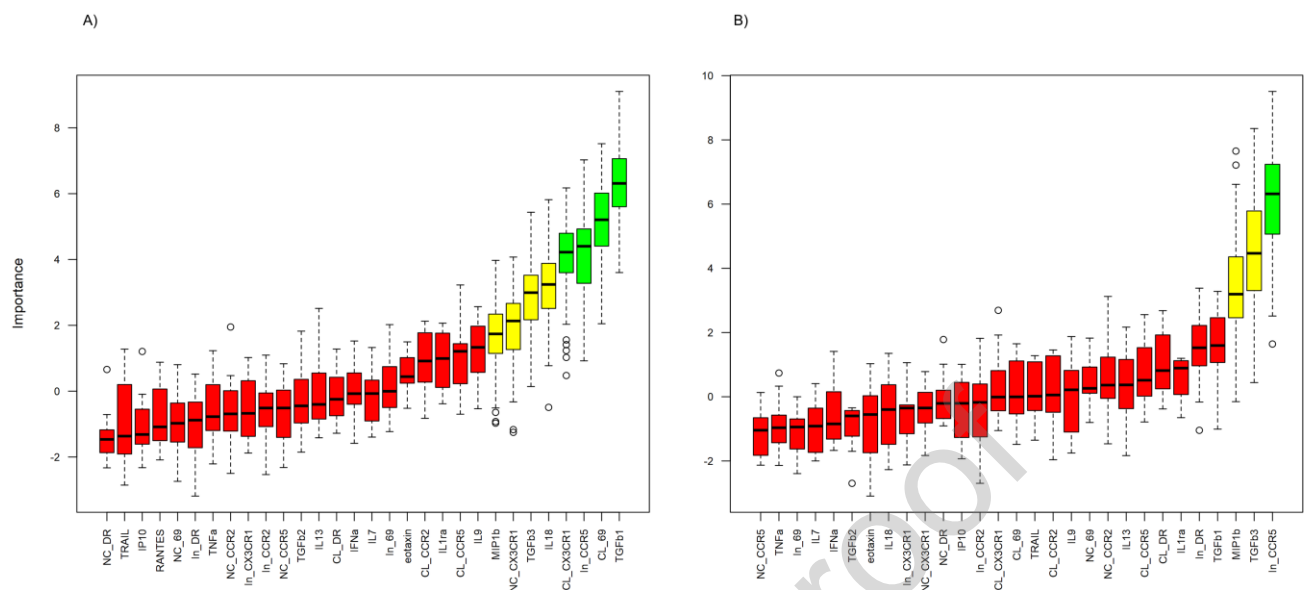 A)
B)
Importance
8
6
4
2
0
-2
NC_DR
TRAIL
IP10
RANTES
NC_69
In_DR
TNFa
NC_CCR2
In_CX3CR1
In_CCR2
NC_CCR5
TGFb2
IL13
CL_DR
IFNa
IL7
In_69
eotaxin
CL_CCR2
IL1ra
CL_CCR5
IL9
MIP1b
NC_CX3CR1
TGFb3
IL18
CL_CX3CR1
In_CCR5
CL_69
TGFb1
10
8
6
4
2
0
-2
NC_CCR5
TNFa
In_69
IL7
IFNa
TGFb2
eotaxin
IL18
In_CX3CR1
NC_CX3CR1
NC_DR
IP10
In_CCR2
CL_CX3CR1
CL_69
TRAIL
CL_CCR2
IL9
NC_69
NC_CCR2
IL13
CL_CCR5
CL_DR
IL1ra
In_DR
TGFb1
MIP1b
TGFb3
In_CCR5